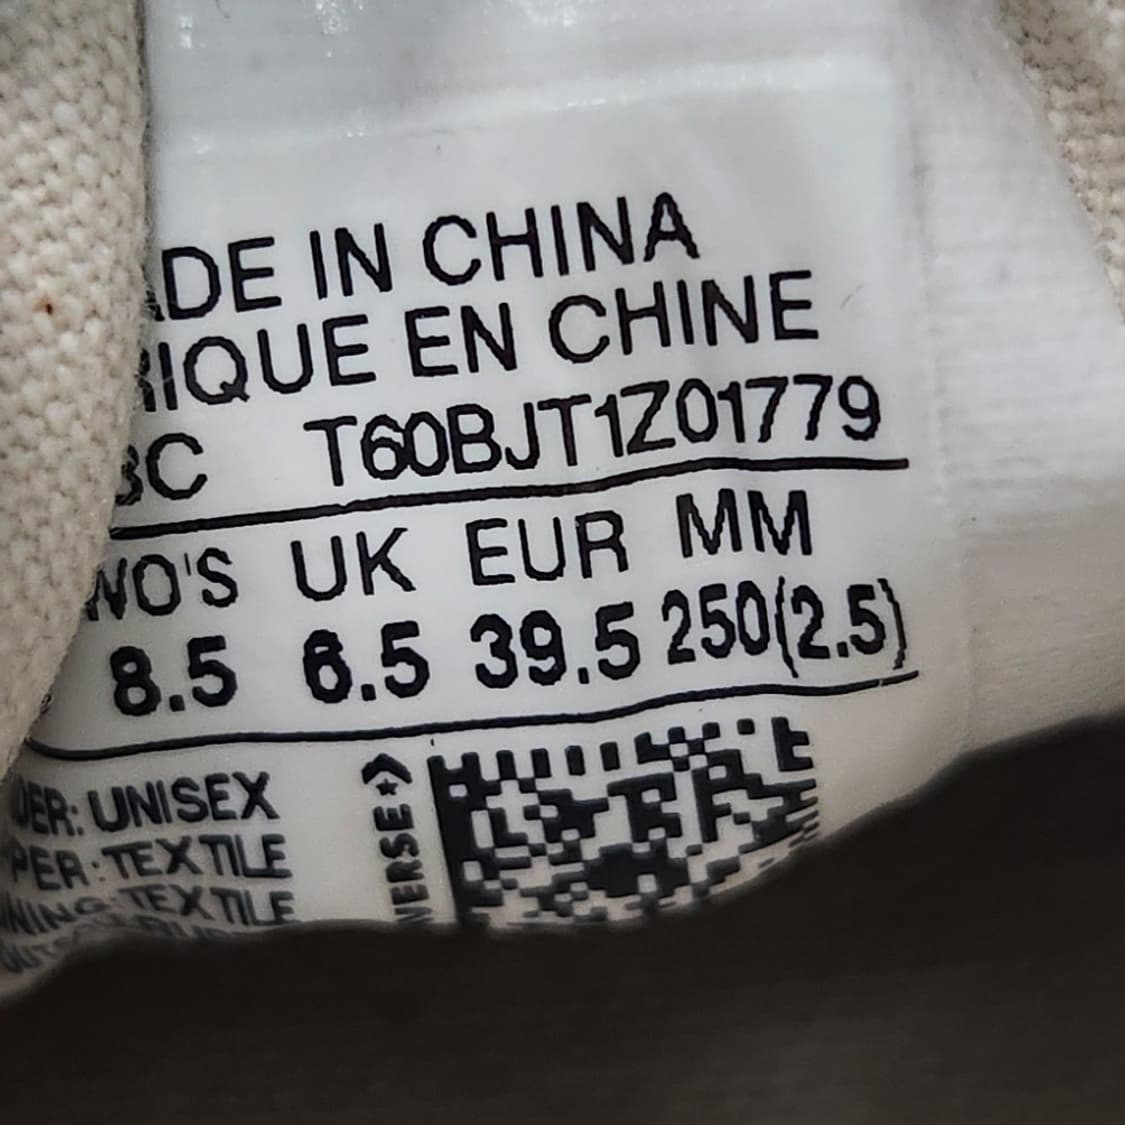 ADE IN CHINA
RIQUE EN CHINE
BC T60BJT1Z01779
WO'S UK EUR MM
8.5 6.5 39.5 250(2.5)
DER: UNISEX
PER: TEXTILE
NING: TEXTILE
VERSE